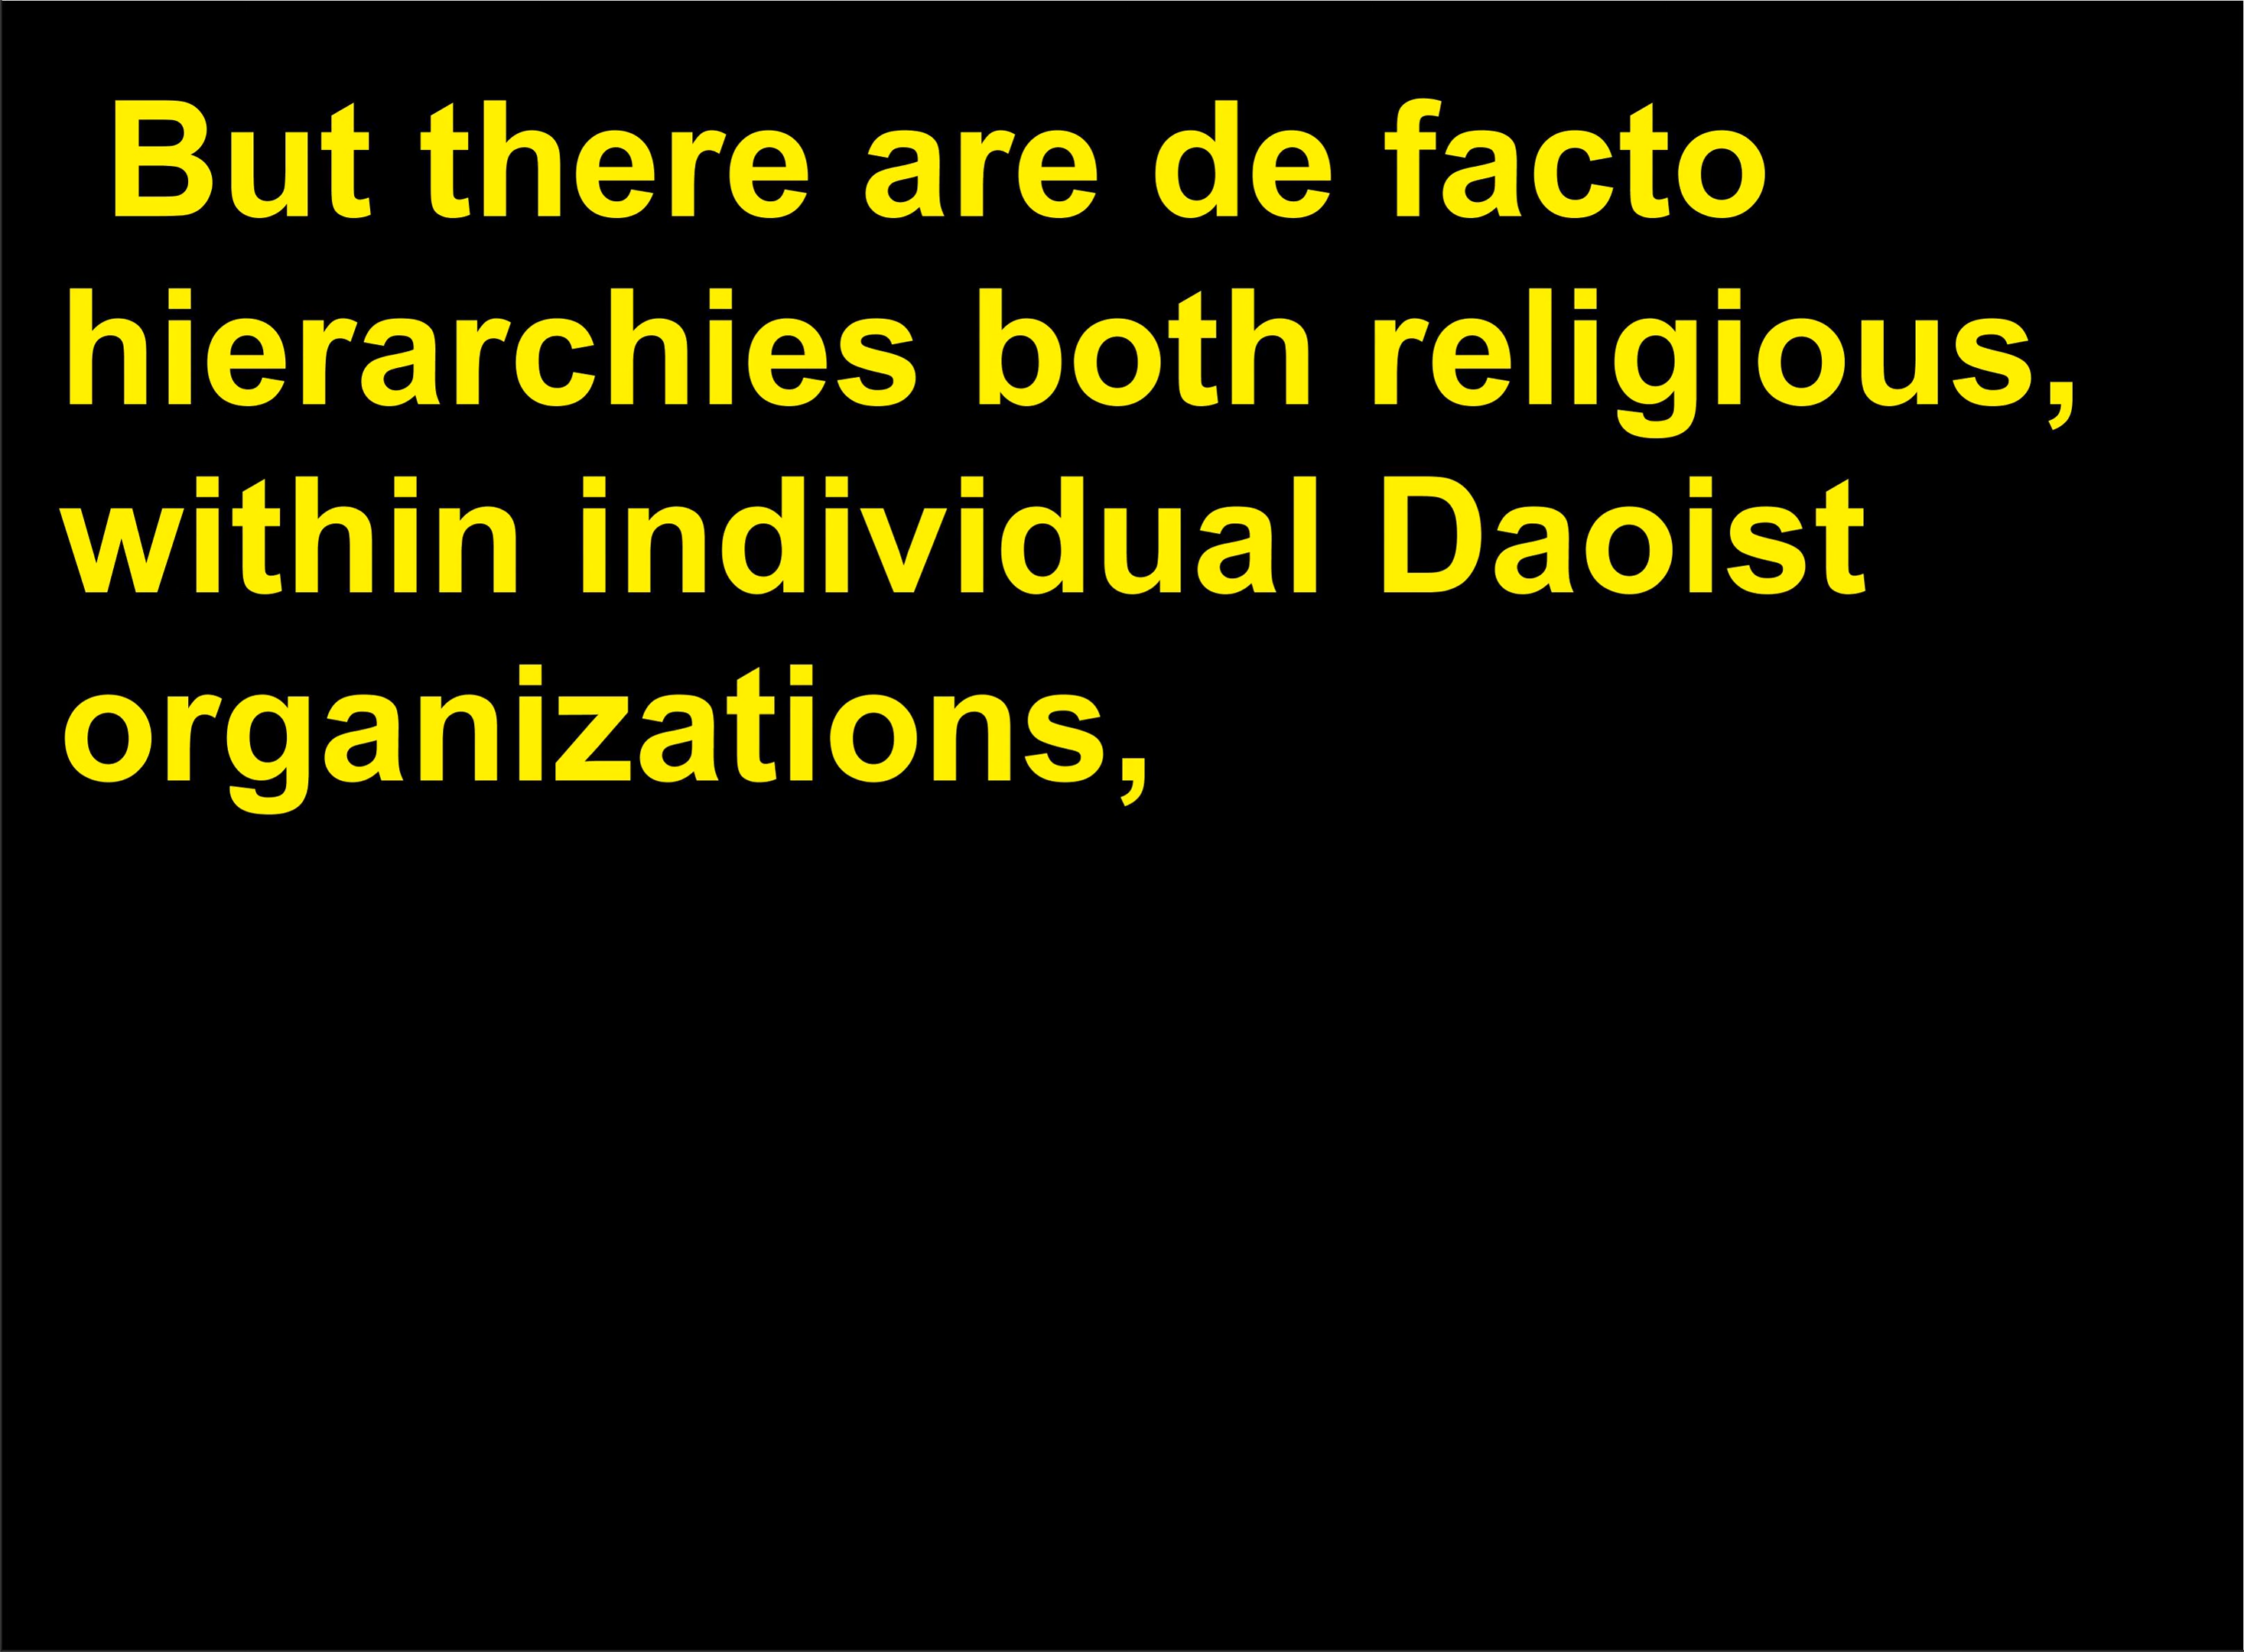 But there are de facto
hierarchies both religious,
within individual Daoist
organizations,